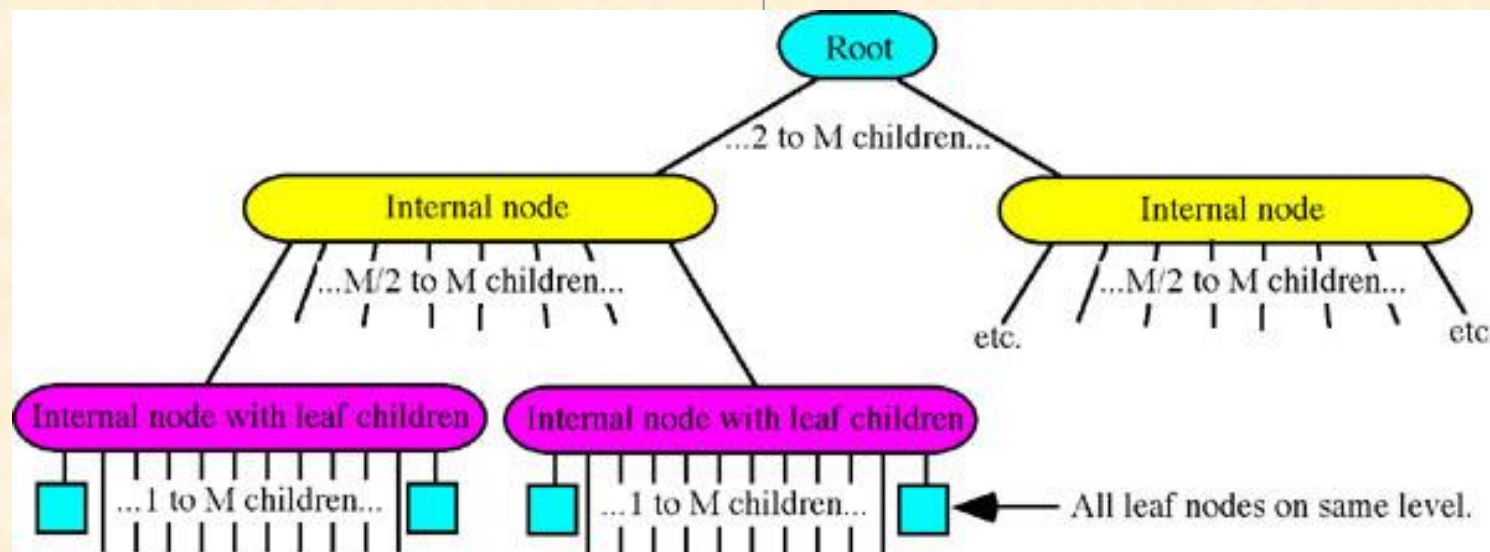 Root
...2 to M children...
Internal node
Internal node
...M/2 to M children...
...M/2 to M children...
etc.
etc
Internal node with leaf children
Internal node with leaf children
...1 to M children...
...1 to M children...
All leaf nodes on same level.